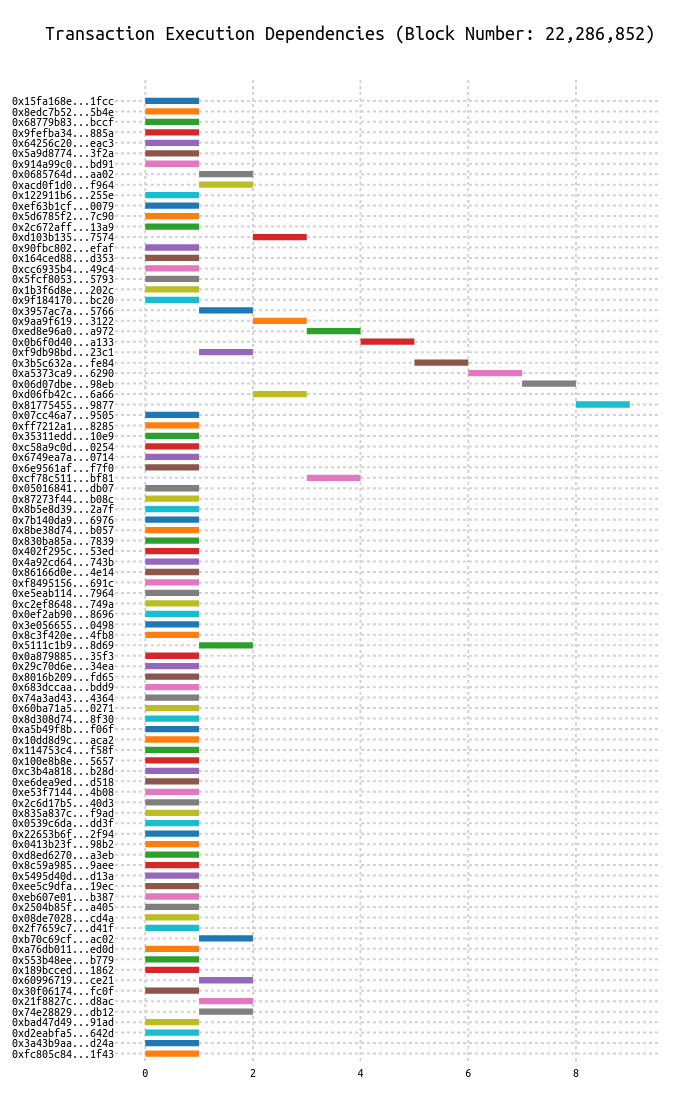 Transaction Execution Dependencies (Block Number: 22,286,852)
0x15fa168e...1fcc
0x8edc7b52...5b4e
0x68779b83...bccf
0x9fefba34...885a
0x64256c20...eac3
0x5a9d8774...3f2a
0x914a99c0...bd91
0x0685764d...aa02
0xacd0f1d0...f964
0x122911b6...255e
0xef63b1cf...0079
0x5d6785f2...7c90
0x2c672aff...13a9
0xd103b135...7574
0x90fbc802...efaf
0x164ced88...d353
0xcc6935b4...49c4
0x5fcf8053...5793
0x1b3f6d8e...202c
0x9f184170...bc20
0x3957ac7a...5766
0x9aa9f619...3122
0xed8e96a0...a972
0x0b6f0d40...a133
0xf9db98bd...23c1
0x3b5c632a...fe84
0xa5373ca9...6290
0x06d07dbe...98eb
0xd06fb42c...6a66
0x81775455...9877
0x07cc46a7...9505
0xff7212a1...8285
0x35311edd...10e9
0xc58a9c0d...0254
0x6749ea7a...0714
0x6e9561af...f7f0
0xcf78c511...bf81
0x05016841...db07
0x87273f44...b08c
0x8b5e8d39...2a7f
0x7b140da9...6976
0x8be38d74...b057
0x830ba85a...7839
0x402f295c...53ed
0x4a92cd64...743b
0x86166d0e...4e14
0xf8495156...691c
0xe5eab114...7964
0xc2ef8648...749a
0x0ef2ab90...8696
0x3e056655...0498
0x8c3f420e...4fb8
0x5111c1b9...8d69
0x0a879885...35f3
0x29c70d6e...34ea
0x8016b209...fd65
0x683dccaa...bdd9
0x74a3ad43...4364
0x60ba71a5...0271
0x8d308d74...8f30
0xa5b49f8b...f06f
0x10dd8d9c...aca2
0x114753c4...f58f
0x100e8b8e...5657
0xc3b4a818...b28d
0xe6dea9ed...d518
0xe53f7144...4b08
0x2c6d17b5...40d3
0x835a837c...f9ad
0x0539c6da...dd3f
0x22653b6f...2f94
0x0413b23f...98b2
0xd8ed6270...a3eb
0x8c59a985...9aee
0x5495d40d...d13a
0xee5c9dfa...19ec
0xeb607e01...b387
0x2504b85f...a405
0x08de7028...cd4a
0x2f7659c7...d41f
0xb70c69cf...ac02
0xa76db011...ed0d
0x553b48ee...b779
0x189bcced...1862
0x60996719...ce21
0x30f06174...fc0f
0x21f8827c...d8ac
0x74e28829...db12
0xbad47d49...91ad
0xd2eabfa5...642d
0x3a43b9aa...d24a
0xfc805c84...1f43
0 2 4 6 8